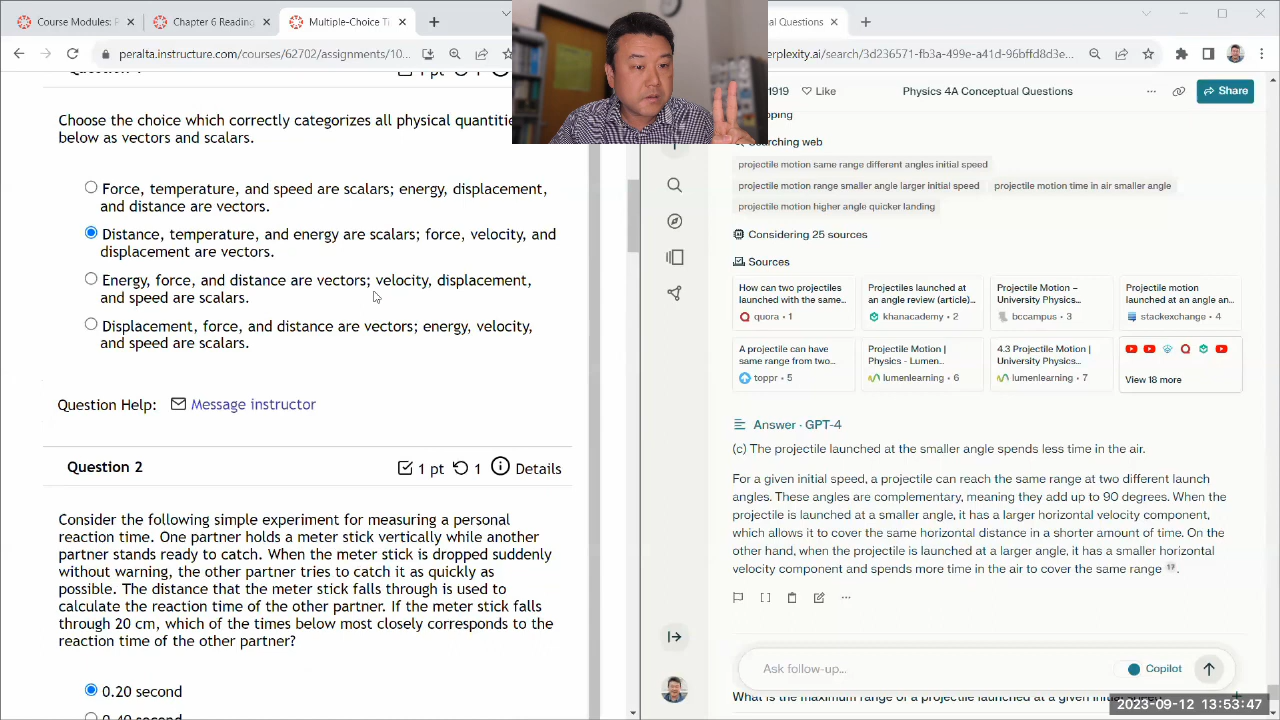 Course Modules: P
Chapter 6 Reading
Multiple-Choice T
al Questions
peralta.instructure.com/courses/62702/assignments/10...
erplexity.ai/search/3d236571-fb3a-499e-a41d-96bffd8d3e...
1 pt
1
Choose the choice which correctly categorizes all physical quantitie
below as vectors and scalars.
Force, temperature, and speed are scalars; energy, displacement,
and distance are vectors.
Distance, temperature, and energy are scalars; force, velocity, and
displacement are vectors.
Energy, force, and distance are vectors; velocity, displacement,
and speed are scalars.
Displacement, force, and distance are vectors; energy, velocity,
and speed are scalars.
Question Help: Message instructor
Question 2
1 pt 1 Details
Consider the following simple experiment for measuring a personal
reaction time. One partner holds a meter stick vertically while another
partner stands ready to catch. When the meter stick is dropped suddenly
without warning, the other partner tries to catch it as quickly as
possible. The distance that the meter stick falls through is used to
calculate the reaction time of the other partner. If the meter stick falls
through 20 cm, which of the times below most closely corresponds to the
reaction time of the other partner?
0.20 second
0.40 second
1919 Like Physics 4A Conceptual Questions Share
Searching web
projectile motion same range different angles initial speed
projectile motion range smaller angle larger initial speed projectile motion time in air smaller angle
projectile motion higher angle quicker landing
Considering 25 sources
Sources
How can two projectiles
launched with the same...
quora • 1
Projectiles launched at
an angle review (article)...
khanacademy • 2
Projectile Motion –
University Physics...
bccampus • 3
Projectile motion
launched at an angle an...
stackexchange • 4
A projectile can have
same range from two...
toppr • 5
Projectile Motion |
Physics - Lumen...
lumenlearning • 6
4.3 Projectile Motion |
University Physics...
lumenlearning • 7
View 18 more
Answer · GPT-4
(c) The projectile launched at the smaller angle spends less time in the air.
For a given initial speed, a projectile can reach the same range at two different launch
angles. These angles are complementary, meaning they add up to 90 degrees. When the
projectile is launched at a smaller angle, it has a larger horizontal velocity component,
which allows it to cover the same horizontal distance in a shorter amount of time. On the
other hand, when the projectile is launched at a larger angle, it has a smaller horizontal
velocity component and spends more time in the air to cover the same range
Ask follow-up...
Copilot
What is the maximum range of a projectile launched at a given initial speed?
2023-09-12 13:53:47